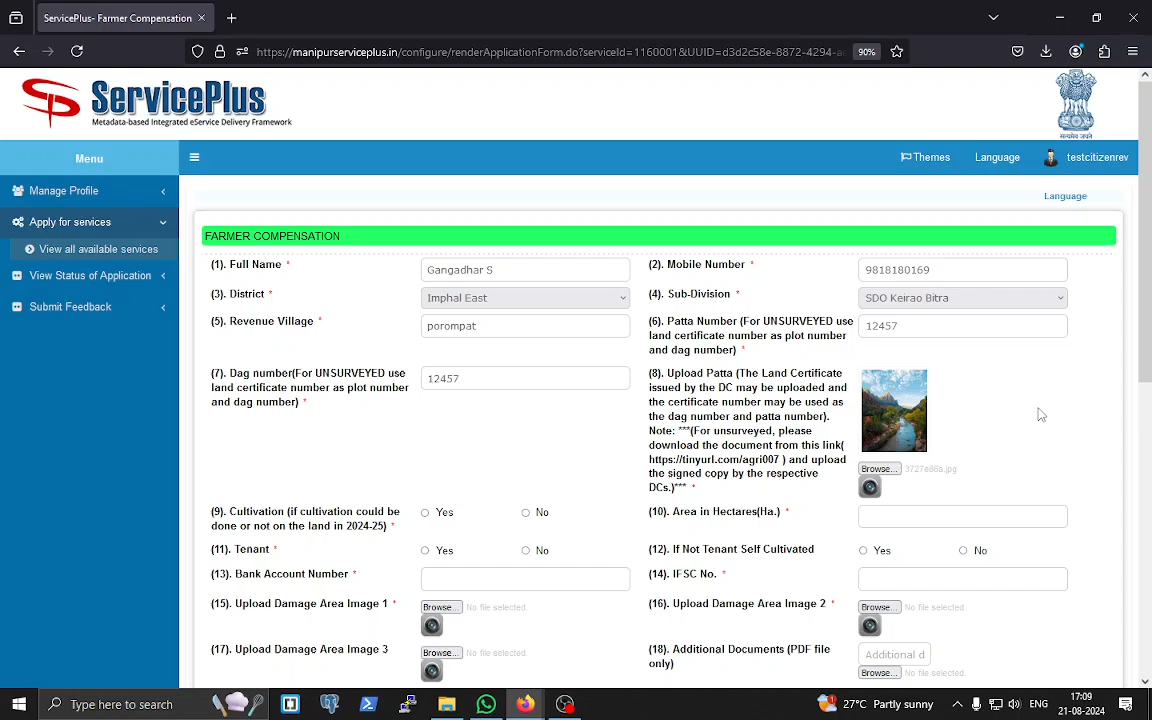 ServicePlus- Farmer Compensation
https://manipurserviceplus.in/configure/renderApplicationForm.do?serviceId=1160001&UUID=d3d2c58e-8872-4294-a
90%
ServicePlus
Metadata-based Integrated eService Delivery Framework
सत्यमेव जयते
Menu
Themes
Language
testcitizenrev
Manage Profile
Apply for services
View all available services
View Status of Application
Submit Feedback
Language
FARMER COMPENSATION
(1). Full Name *
Gangadhar S
(2). Mobile Number *
9818180169
(3). District *
Imphal East
(4). Sub-Division *
SDO Keirao Bitra
(5). Revenue Village *
porompat
(6). Patta Number (For UNSURVEYED use
land certificate number as plot number
and dag number) *
12457
(7). Dag number(For UNSURVEYED use
land certificate number as plot number
and dag number) *
12457
(8). Upload Patta (The Land Certificate
issued by the DC may be uploaded and
the certificate number may be used as
the dag number and patta number).
Note: ***(For unsurveyed, please
download the document from this link(
https://tinyurl.com/agri007 ) and upload
the signed copy by the respective
DCs.)*** *
Browse... 3727e86a.jpg
(9). Cultivation (if cultivation could be
done or not on the land in 2024-25) *
Yes
No
(10). Area in Hectares(Ha.) *
(11). Tenant *
Yes
No
(12). If Not Tenant Self Cultivated
Yes
No
(13). Bank Account Number *
(14). IFSC No. *
(15). Upload Damage Area Image 1 *
Browse... No file selected.
(16). Upload Damage Area Image 2 *
Browse... No file selected.
(17). Upload Damage Area Image 3
Browse... No file selected.
(18). Additional Documents (PDF file
only)
Additional d
Browse... No file selected.
Type here to search
27°C Partly sunny
ENG
17:09
21-08-2024